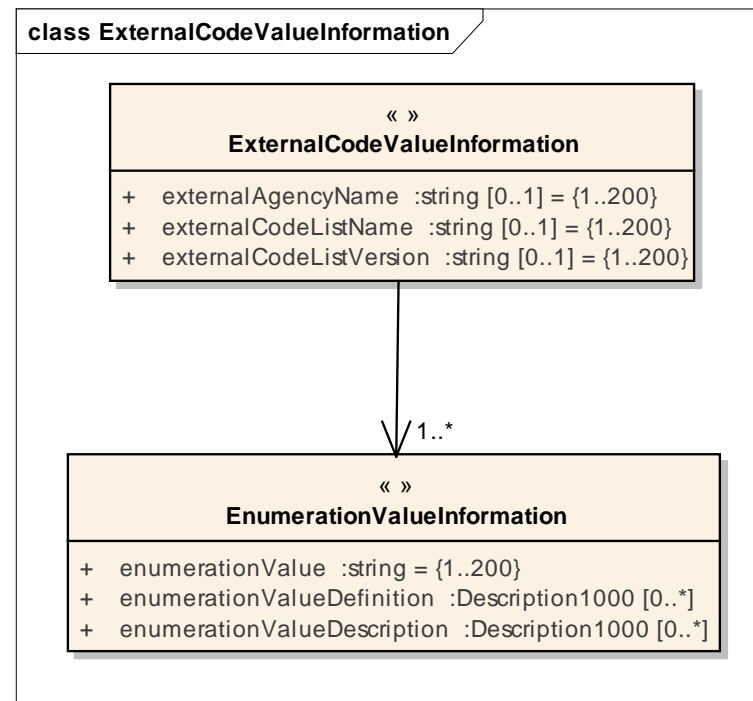 class ExternalCodeValueInformation
« »
ExternalCodeValueInformation
+ externalAgencyName :string [0..1] = {1..200}
+ externalCodeListName :string [0..1] = {1..200}
+ externalCodeListVersion :string [0..1] = {1..200}
1..*
« »
EnumerationValueInformation
+ enumerationValue :string = {1..200}
+ enumerationValueDefinition :Description1000 [0..*]
+ enumerationValueDescription :Description1000 [0..*]